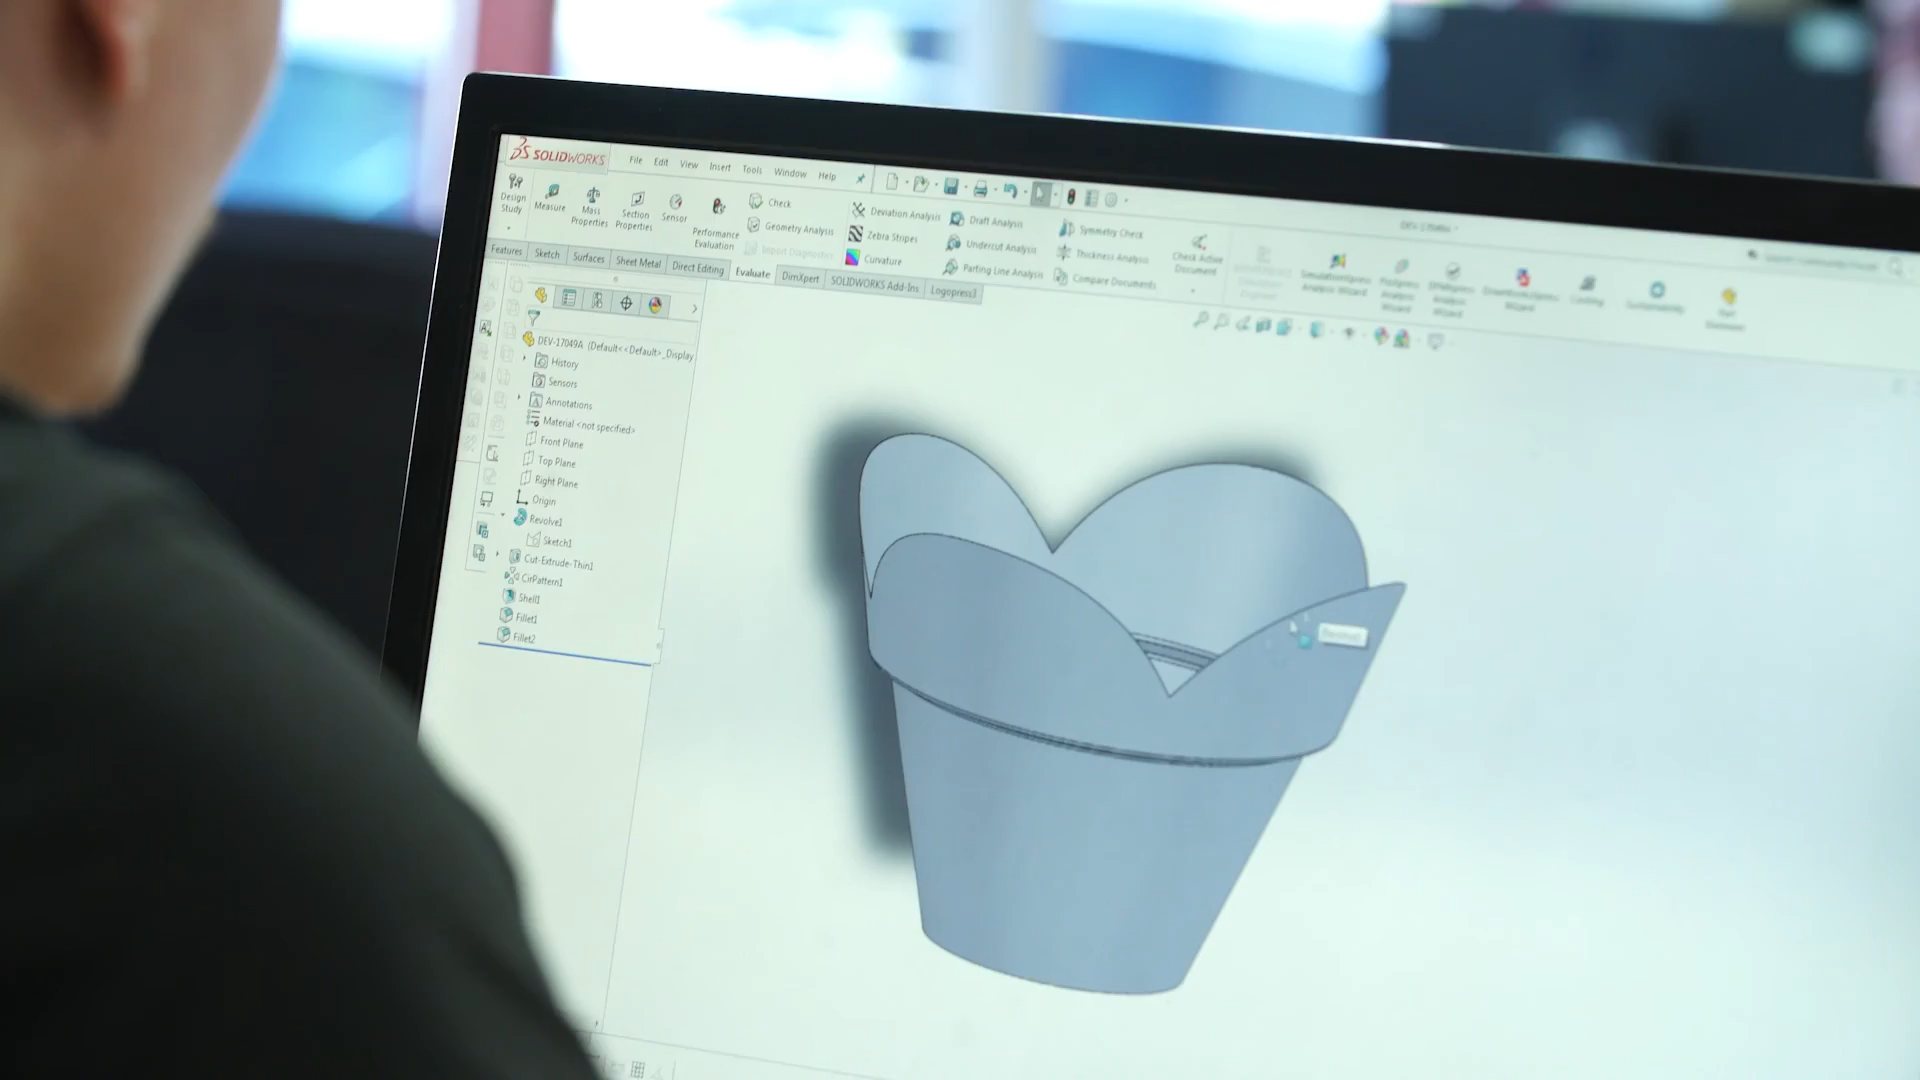 SOLIDWORKS
File Edit View Insert Tools Window Help
Design Study
Measure
Mass Properties
Section Properties
Sensor
Performance Evaluation
Check
Geometry Analysis
Import Diagnostics
Deviation Analysis
Zebra Stripes
Curvature
Draft Analysis
Undercut Analysis
Parting Line Analysis
Symmetry Check
Thickness Analysis
Compare Documents
Check Active Document
Features Sketch Surfaces Sheet Metal Direct Editing Evaluate DimXpert SOLIDWORKS Add-Ins Logopress3
DEV-17049A (Default<<Default>_Display
History
Sensors
Annotations
Material <not specified>
Front Plane
Top Plane
Right Plane
Origin
Revolve1
Sketch1
Cut-Extrude-Thin1
CirPattern1
Shell1
Fillet1
Fillet2